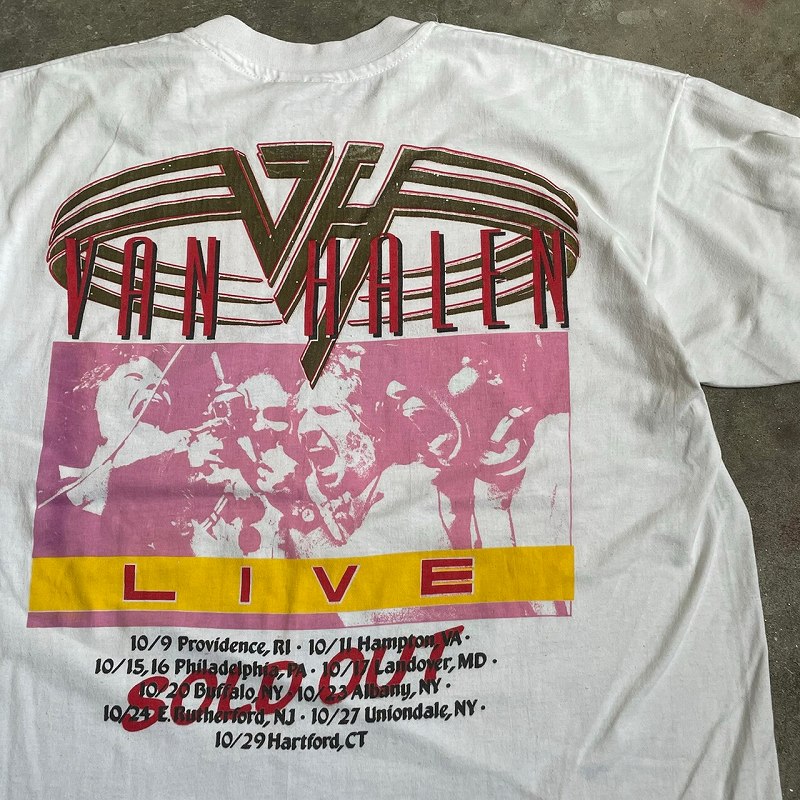 VH
VAN HALEN
LIVE
10/9 Providence, RI · 10/11 Hampton, VA ·
10/15, 16 Philadelphia, PA · 10/17 Landover, MD ·
10/20 Buffalo, NY · 10/23 Albany, NY ·
10/24 E. Rutherford, NJ · 10/27 Uniondale, NY ·
10/29 Hartford, CT
SOLD OUT